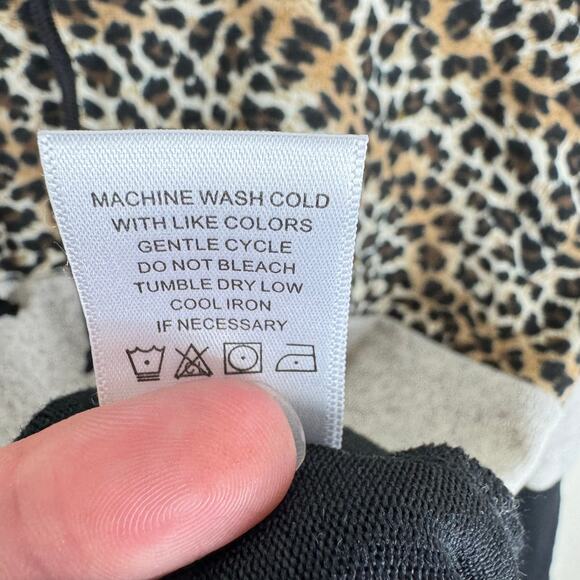 MACHINE WASH COLD
WITH LIKE COLORS
GENTLE CYCLE
DO NOT BLEACH
TUMBLE DRY LOW
COOL IRON
IF NECESSARY